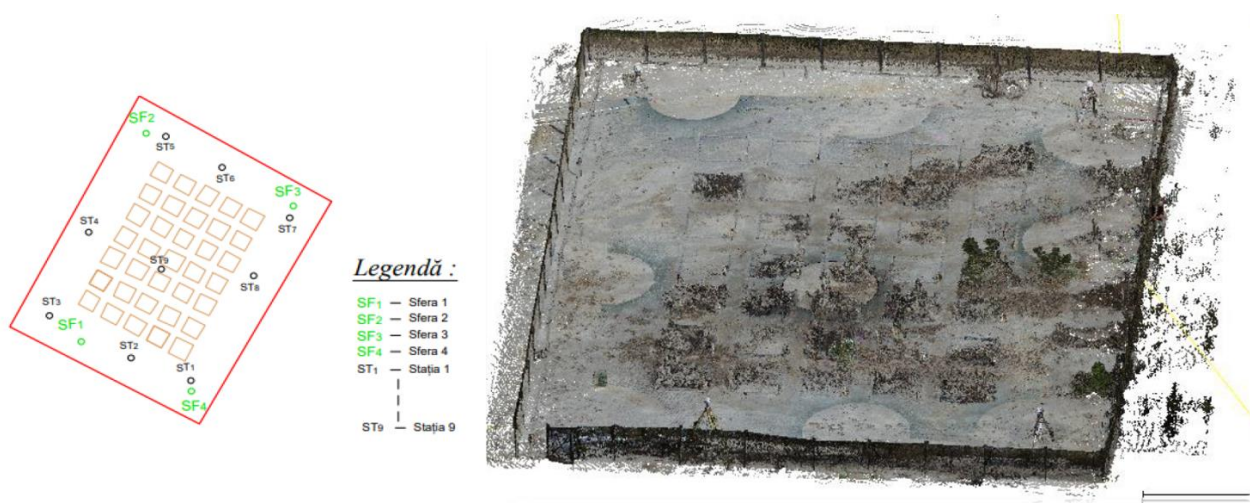 SF2
ST5
ST6
SF3
ST7
ST4
ST9
ST8
ST3
SF1
ST2
ST1
SF4
Legendă :
SF1 — Sfera 1
SF2 — Sfera 2
SF3 — Sfera 3
SF4 — Sfera 4
ST1 — Stația 1
ST9 — Stația 9